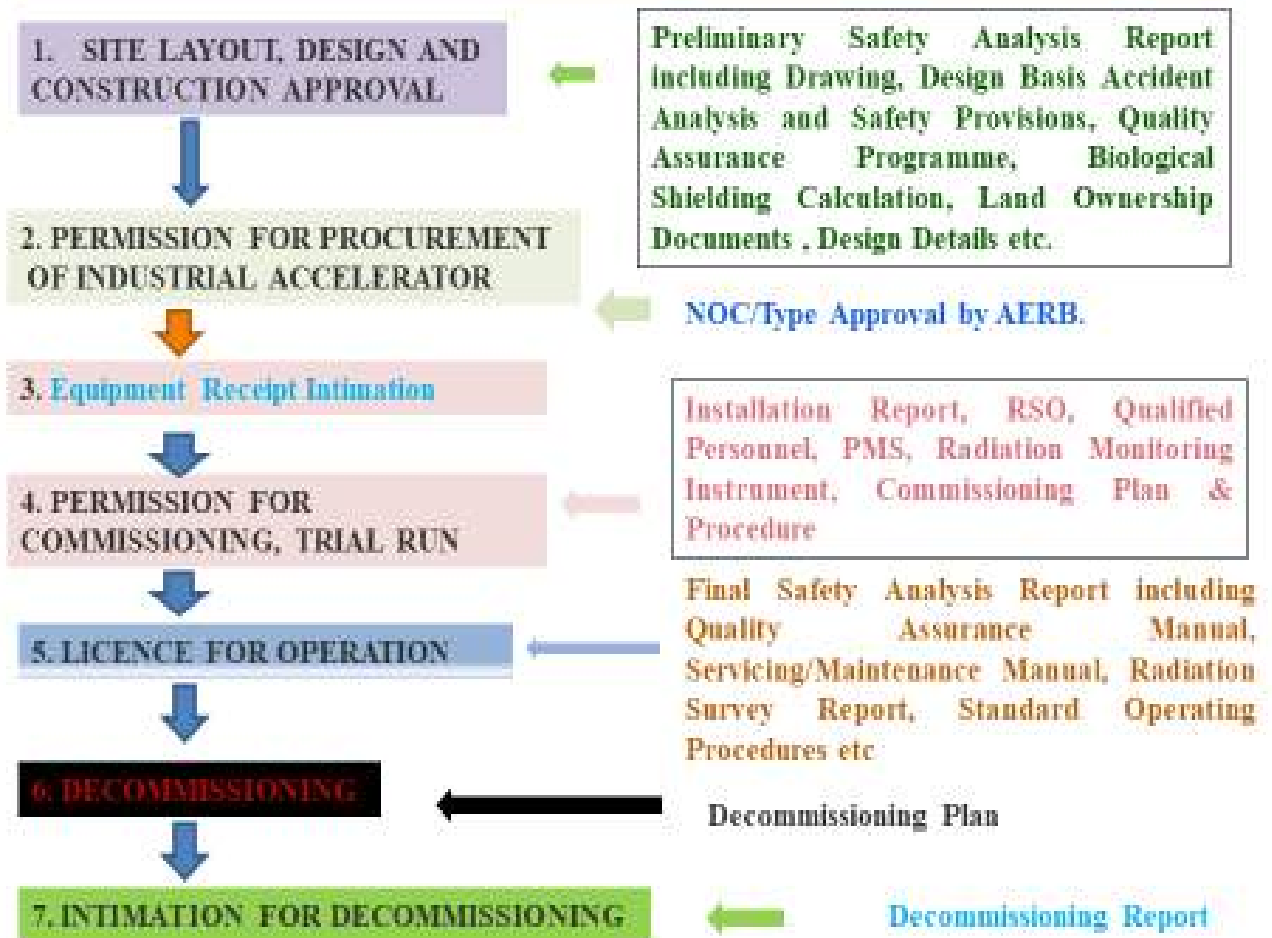 1. SITE LAYOUT, DESIGN AND
CONSTRUCTION APPROVAL
Preliminary Safety Analysis Report
including Drawing, Design Basis Accident
Analysis and Safety Provisions, Quality
Assurance Programme, Biological
Shielding Calculation, Land Ownership
Documents , Design Details etc.
2. PERMISSION FOR PROCUREMENT
OF INDUSTRIAL ACCELERATOR
NOC/Type Approval by AERB.
3. Equipment Receipt Intimation
4. PERMISSION FOR
COMMISSIONING, TRIAL RUN
Installation Report, RSO, Qualified
Personnel, PMS, Radiation Monitoring
Instrument, Commissioning Plan &
Procedure
5. LICENCE FOR OPERATION
Final Safety Analysis Report including
Quality Assurance Manual,
Servicing/Maintenance Manual, Radiation
Survey Report, Standard Operating
Procedures etc
6. DECOMMISSIONING
Decommissioning Plan
7. INTIMATION FOR DECOMMISSIONING
Decommissioning Report